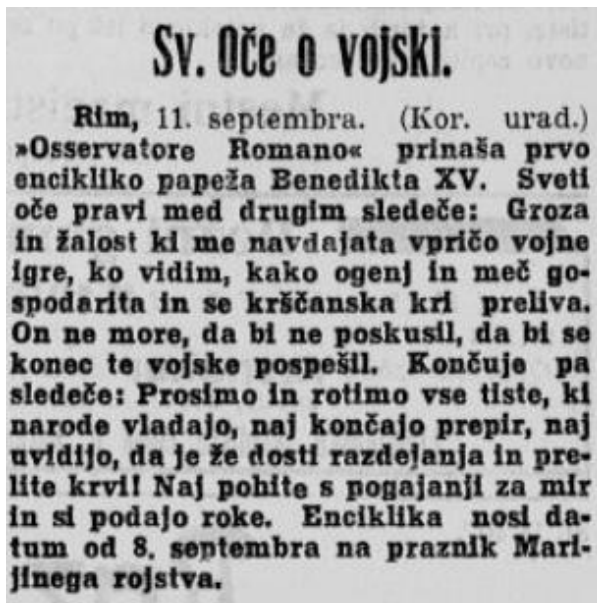 Sv. Oče o vojski.
Rim, 11. septembra. (Kor. urad.)
»Osservatore Romano« prinaša prvo
encikliko papeža Benedikta XV. Sveti
oče pravi med drugim sledeče: Groza
in žalost ki me navdajata vpričo vojne
igre, ko vidim, kako ogenj in meč go-
spodarita in se krščanska kri preliva.
On ne more, da bi ne poskusil, da bi se
konec te vojske pospešil. Končuje pa
sledeče: Prosimo in rotimo vse tiste, ki
narode vladajo, naj končajo prepir, naj
uvidijo, da je že dosti razdejanja in pre-
lite krvi! Naj pohite s pogajanji za mir
in si podajo roke. Enciklika nosi da-
tum od 8. septembra na praznik Mari-
jinega rojstva.